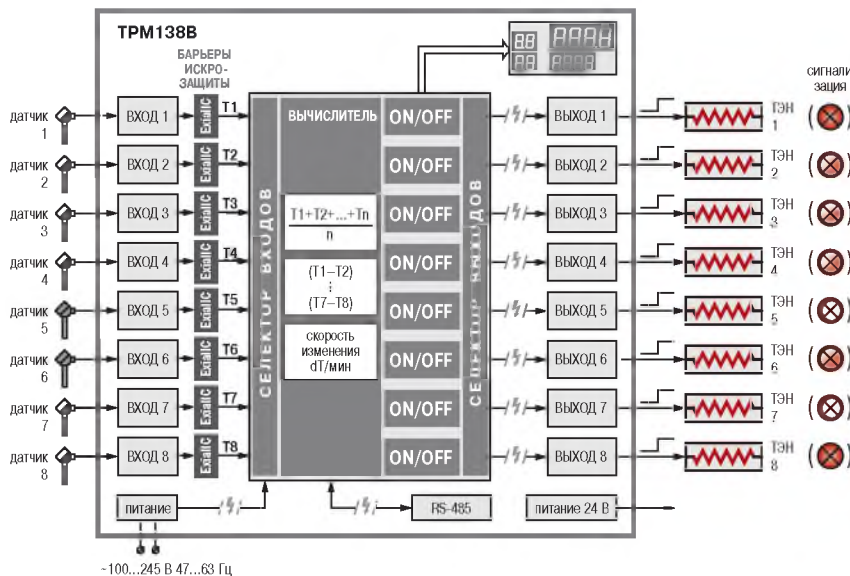 ТРМ138В
БАРЬЕРЫ
ИСКРО-
ЗАЩИТЫ
сигнали
зация
датчик
1
ВХОД 1
ExiaIIC
T1
ВЫЧИСЛИТЕЛЬ
ON/OFF
ВЫХОД 1
ТЭН
1
датчик
2
ВХОД 2
ExiaIIC
T2
ON/OFF
ВЫХОД 2
ТЭН
2
датчик
3
ВХОД 3
ExiaIIC
T3
T1+T2+...+Tn
n
ON/OFF
ВЫХОД 3
ТЭН
3
датчик
4
ВХОД 4
ExiaIIC
T4
(T1–T2)
⋮
(T7–T8)
ON/OFF
ВЫХОД 4
ТЭН
4
датчик
5
ВХОД 5
ExiaIIC
T5
ON/OFF
ВЫХОД 5
ТЭН
5
датчик
6
ВХОД 6
ExiaIIC
T6
скорость
изменения
dT/мин
ON/OFF
ВЫХОД 6
ТЭН
6
датчик
7
ВХОД 7
ExiaIIC
T7
ON/OFF
ВЫХОД 7
ТЭН
7
датчик
8
ВХОД 8
ExiaIIC
T8
ON/OFF
ВЫХОД 8
ТЭН
8
СЕЛЕКТОР ВХОДОВ
СЕЛЕКТОР ВЫХОДОВ
питание
RS-485
питание 24 В
~100...245 В 47...63 Гц